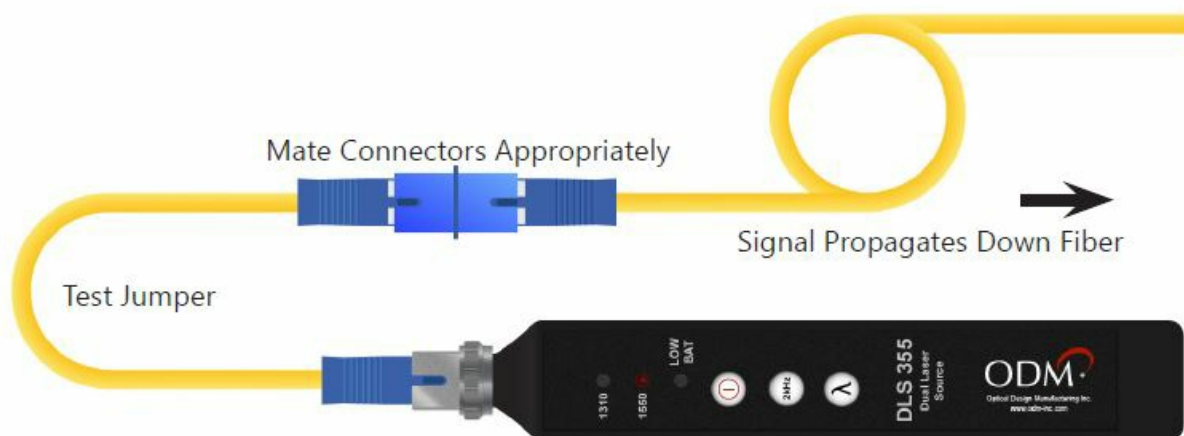 Mate Connectors Appropriately
Signal Propagates Down Fiber
Test Jumper
1310
1550
LOW
BAT
2kHz
λ
DLS 355
Dual Laser
Source
ODM
Optical Design Manufacturing Inc.
www.odm-inc.com